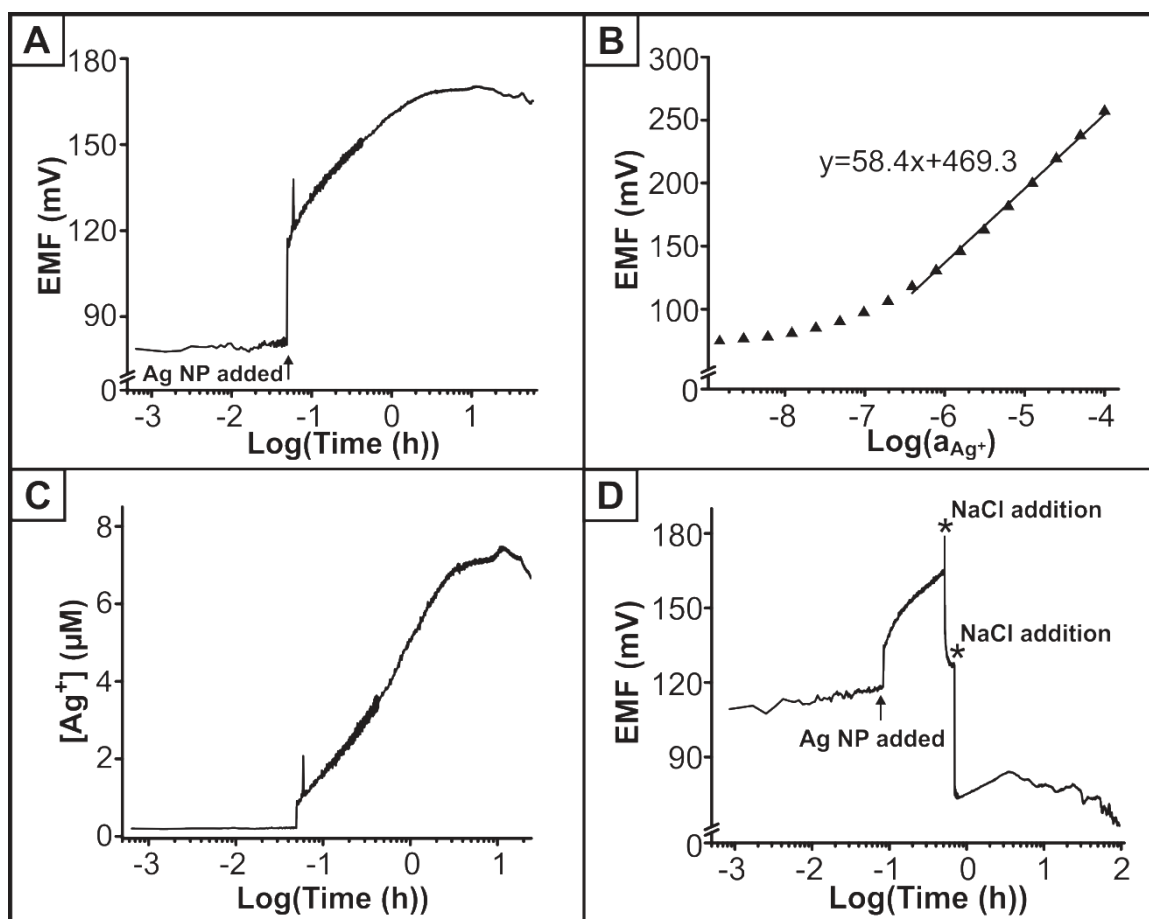 A
180
150
120
90
0
EMF (mV)
Ag NP added
-3 -2 -1 0 1
Log(Time (h))
B
300
250
200
150
100
0
EMF (mV)
y=58.4x+469.3
-8 -7 -6 -5 -4
Log(aAg+)
C
8
6
4
2
0
[Ag+] (µM)
-3 -2 -1 0 1
Log(Time (h))
D
180
150
120
90
0
EMF (mV)
* NaCl addition
* NaCl addition
Ag NP added
-3 -2 -1 0 1 2
Log(Time (h))